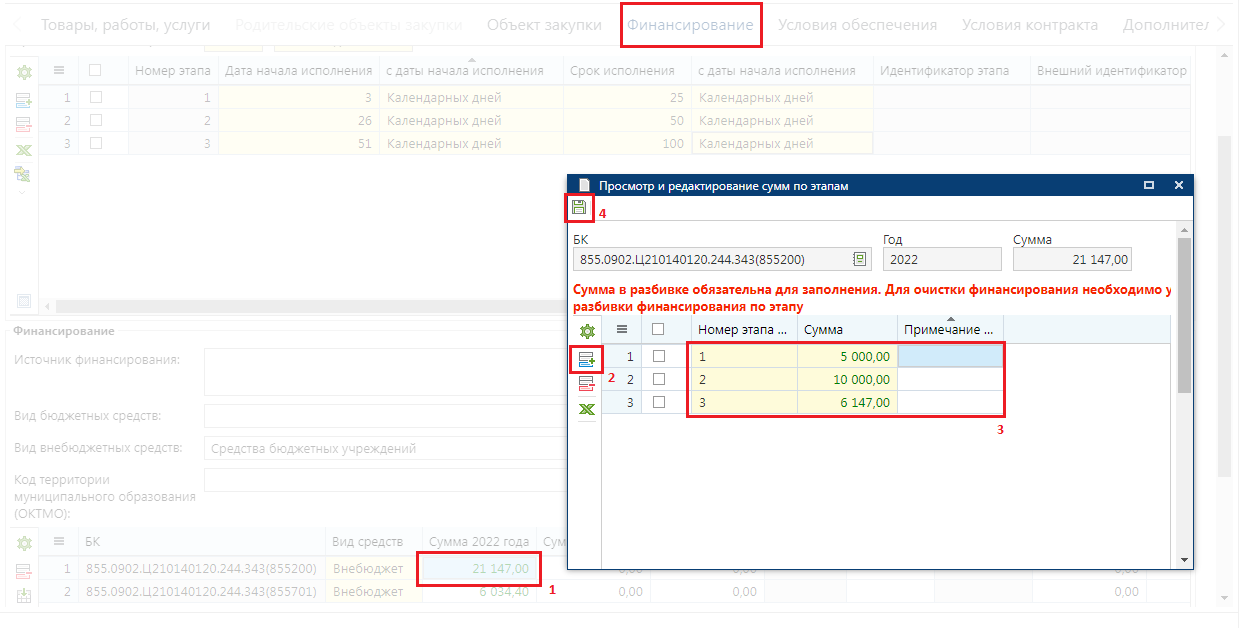 Товары, работы, услуги Родительские объекты закупки Объект закупки Финансирование Условия обеспечения Условия контракта Дополнител
Номер этапа Дата начала исполнения с даты начала исполнения Срок исполнения с даты начала исполнения Идентификатор этапа Внешний идентификатор
1 1 3 Календарных дней 25 Календарных дней
2 2 26 Календарных дней 50 Календарных дней
3 3 51 Календарных дней 100 Календарных дней
Просмотр и редактирование сумм по этапам
4
БК Год Сумма
855.0902.Ц210140120.244.343(855200) 2022 21 147,00
Сумма в разбивке обязательна для заполнения. Для очистки финансирования необходимо у
разбивки финансирования по этапу
Номер этапа ... Сумма Примечание ...
1 1 5 000,00
2 2 2 10 000,00
3 3 6 147,00
3
Финансирование
Источник финансирования:
Вид бюджетных средств:
Вид внебюджетных средств: Средства бюджетных учреждений
Код территории
муниципального образования
(ОКТМО):
БК Вид средств Сумма 2022 года Сум
1 855.0902.Ц210140120.244.343(855200) Внебюджет 21 147,00 0,00 0,00 0,00
1
2 855.0902.Ц210140120.244.343(855701) Внебюджет 6 034,40 0,00 0,00 0,00